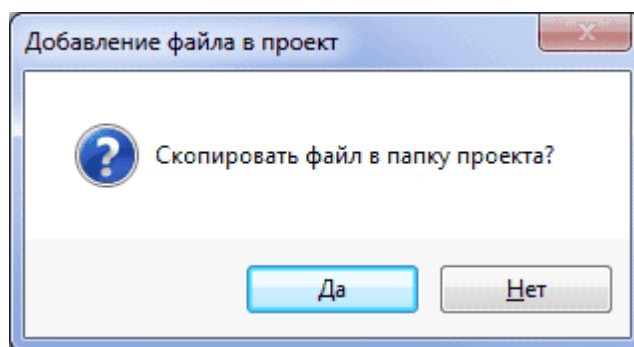 Добавление файла в проект
Скопировать файл в папку проекта?
Да
Нет